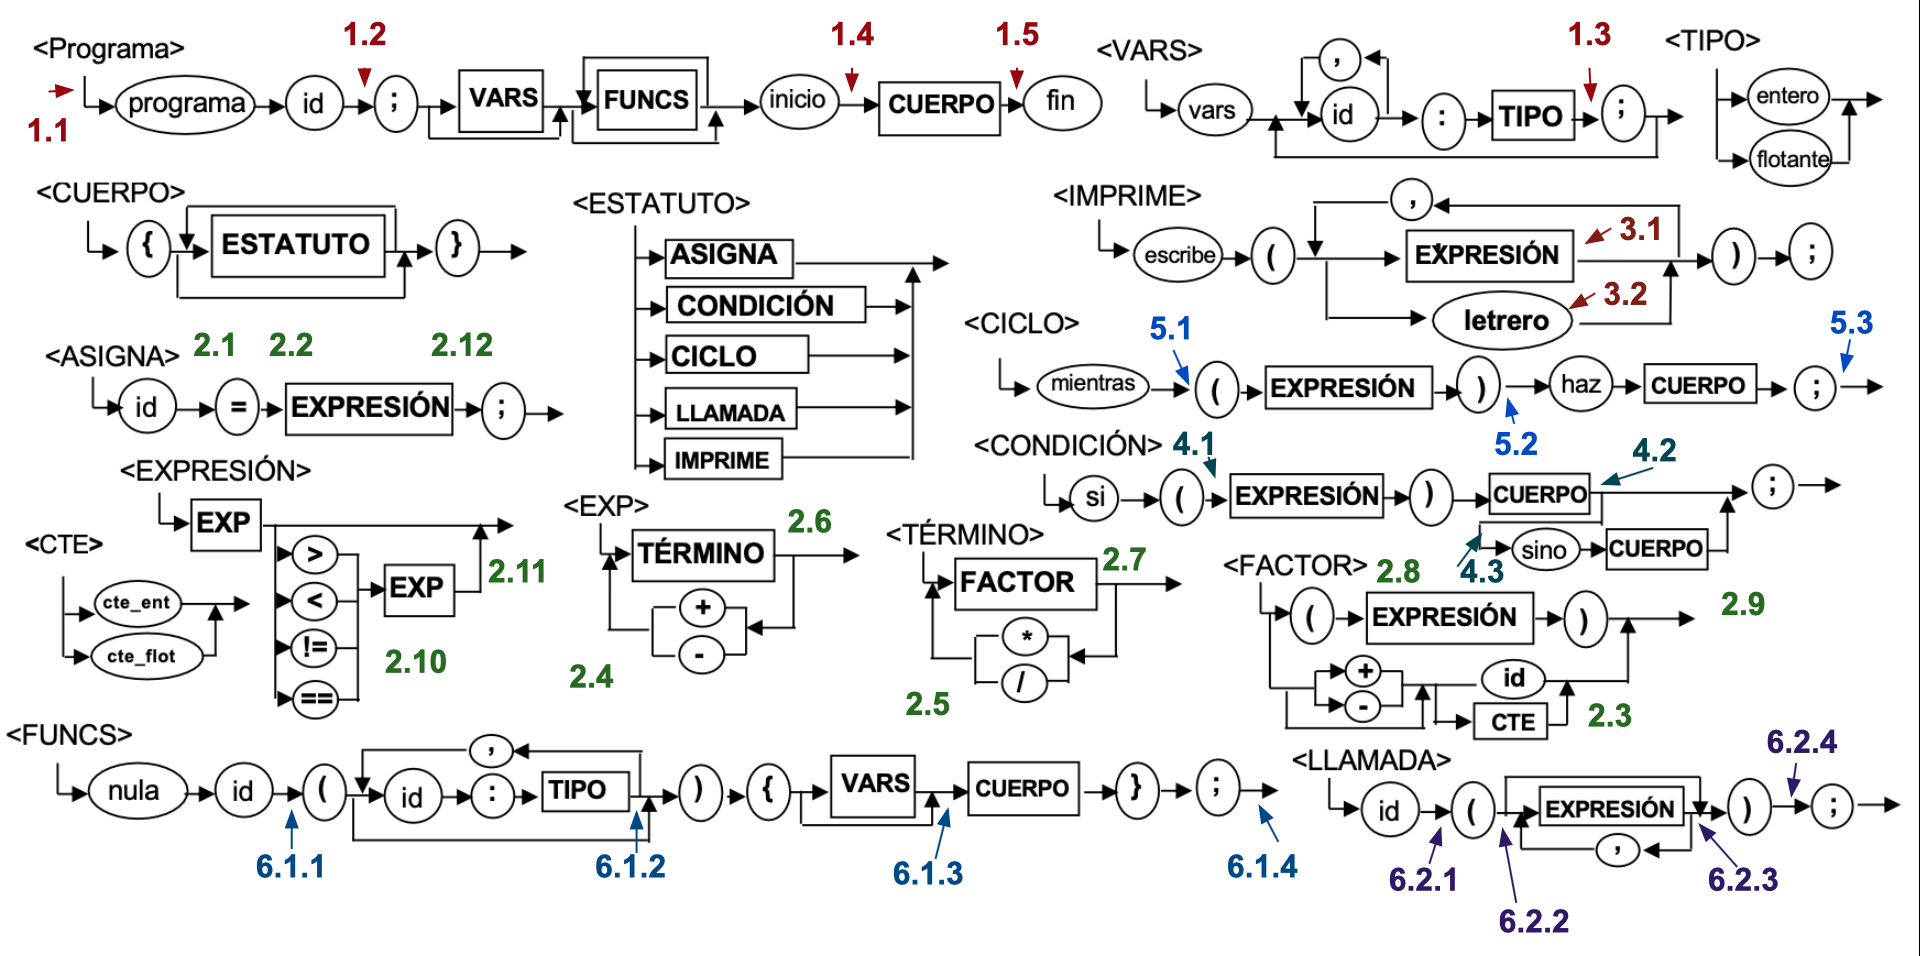 <Programa>
1.1
programa id 1.2 ; VARS FUNCS inicio 1.4 CUERPO 1.5 fin
<VARS>
vars , id : TIPO 1.3 ;
<TIPO>
entero
flotante
<CUERPO>
{ ESTATUTO }
<ESTATUTO>
ASIGNA
CONDICIÓN
CICLO
LLAMADA
IMPRIME
<IMPRIME>
,
escribe ( EXPRESIÓN 3.1 ) ;
letrero 3.2
<ASIGNA> 2.1 2.2 2.12
id = EXPRESIÓN ;
<CICLO> 5.1 5.3
mientras ( EXPRESIÓN ) haz CUERPO ;
5.2
<CONDICIÓN> 4.1 4.2
si ( EXPRESIÓN ) CUERPO ;
4.3 sino CUERPO
<EXPRESIÓN>
EXP
>
<
!=
==
EXP 2.11
2.10
<CTE>
cte_ent
cte_flot
<EXP>
TÉRMINO 2.6
+
-
2.4
<TÉRMINO>
FACTOR 2.7
*
/
2.5
<FACTOR> 2.8 2.9
( EXPRESIÓN )
+ id
- CTE 2.3
<FUNCS>
,
nula id ( id : TIPO ) { VARS CUERPO } ;
6.1.1 6.1.2 6.1.3 6.1.4
<LLAMADA> 6.2.4
id ( EXPRESIÓN ) ;
,
6.2.1 6.2.2 6.2.3